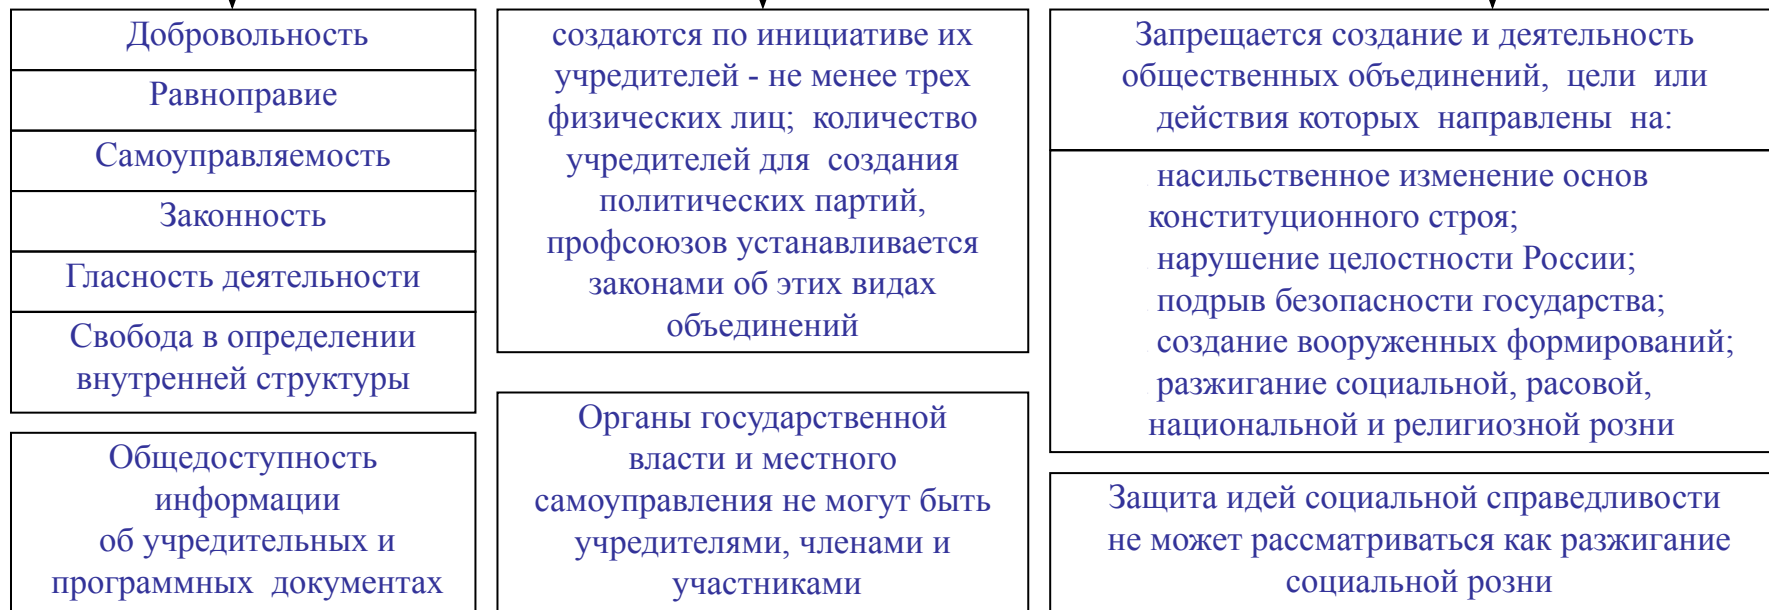 Добровольность
Равноправие
Самоуправляемость
Законность
Гласность деятельности
Свобода в определении
внутренней структуры
Общедоступность
информации
об учредительных и
программных документах
создаются по инициативе их
учредителей - не менее трех
физических лиц; количество
учредителей для создания
политических партий,
профсоюзов устанавливается
законами об этих видах
объединений
Органы государственной
власти и местного
самоуправления не могут быть
учредителями, членами и
участниками
Запрещается создание и деятельность
общественных объединений, цели или
действия которых направлены на:
насильственное изменение основ
конституционного строя;
нарушение целостности России;
подрыв безопасности государства;
создание вооруженных формирований;
разжигание социальной, расовой,
национальной и религиозной розни
Защита идей социальной справедливости
не может рассматриваться как разжигание
социальной розни